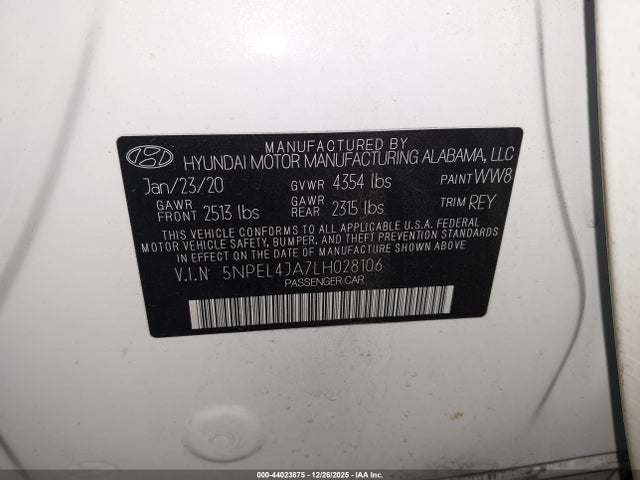 MANUFACTURED BY
HYUNDAI MOTOR MANUFACTURING ALABAMA, LLC
Jan/23/20 GVWR 4354 lbs PAINT WW8
GAWR FRONT 2513 lbs GAWR REAR 2315 lbs TRIM REY
THIS VEHICLE CONFORMS TO ALL APPLICABLE U.S.A. FEDERAL
MOTOR VEHICLE SAFETY, BUMPER, AND THEFT PREVENTION STANDARDS
IN EFFECT ON THE DATE OF MANUFACTURE SHOWN ABOVE.
V.I.N: 5NPEL4JA7LH028106
PASSENGER CAR
000-44023875 - 12/26/2025 - IAAI, Inc.